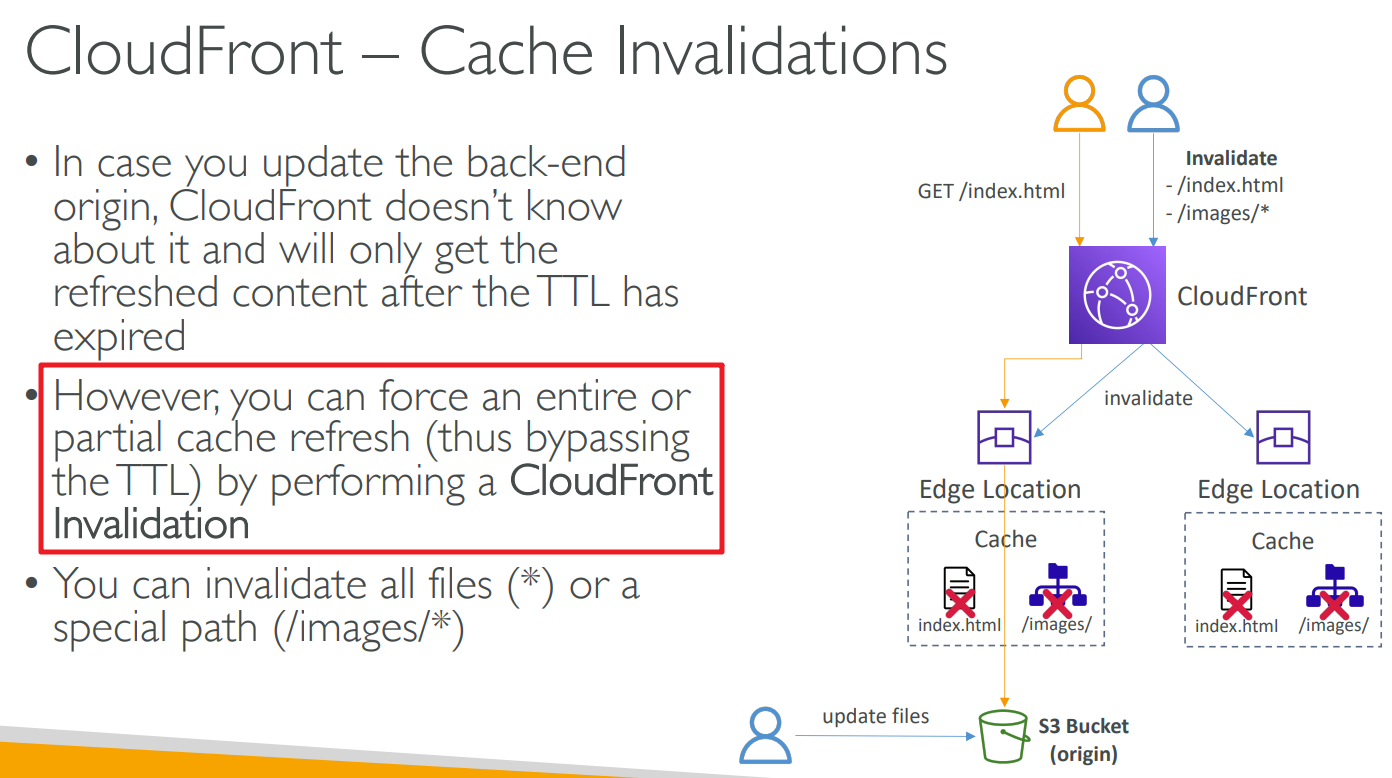 CloudFront – Cache Invalidations
• In case you update the back-end
origin, CloudFront doesn’t know
about it and will only get the
refreshed content after the TTL has
expired
• However, you can force an entire or
partial cache refresh (thus bypassing
the TTL) by performing a CloudFront
Invalidation
• You can invalidate all files (*) or a
special path (/images/*)
GET /index.html
Invalidate
- /index.html
- /images/*
CloudFront
invalidate
Edge Location
Cache
index.html
/images/
Edge Location
Cache
index.html
/images/
update files
S3 Bucket
(origin)